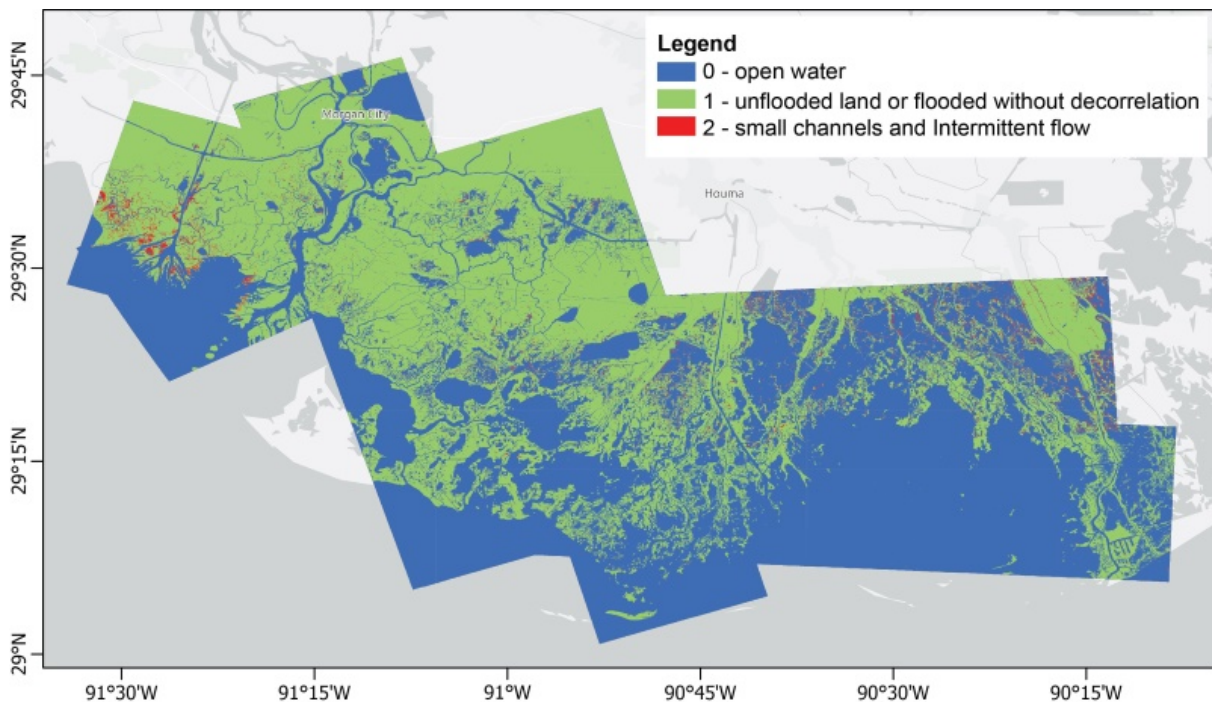 Legend
0 - open water
1 - unflooded land or flooded without decorrelation
2 - small channels and Intermittent flow
Morgan City
Houma
29°45'N
29°30'N
29°15'N
29°N
91°30'W
91°15'W
91°W
90°45'W
90°30'W
90°15'W